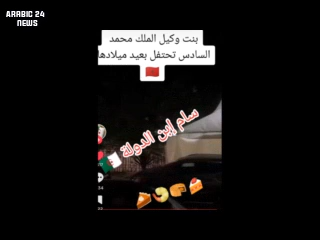 ARABIC 24
NEWS
بنت وكيل الملك محمد
السادس تحتفل بعيد ميلادها
سام إبن الدولة